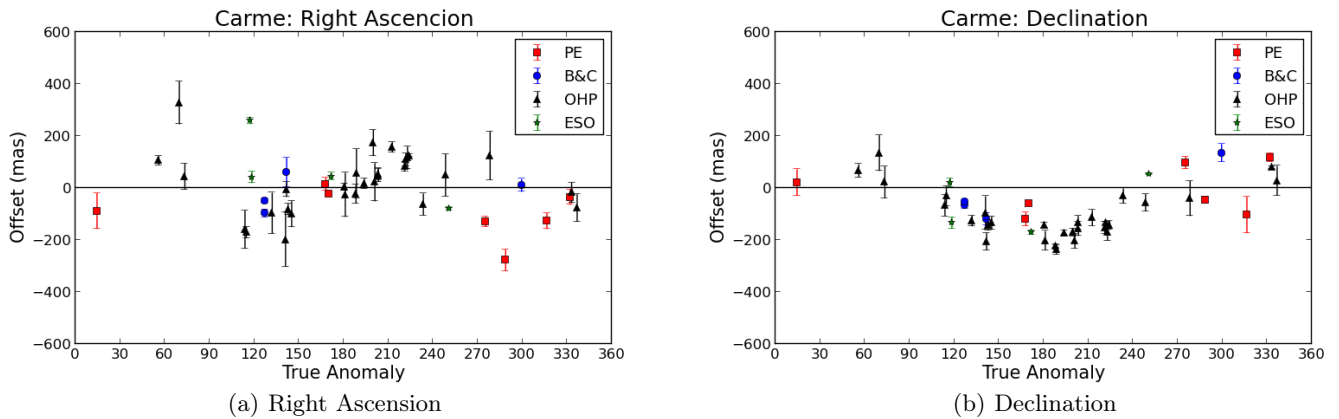 Carme: Right Ascencion
600
400
200
0
−200
−400
−600
Offset (mas)
PE
B&C
OHP
ESO
0 30 60 90 120 150 180 210 240 270 300 330 360
True Anomaly
(a) Right Ascension
Carme: Declination
600
400
200
0
−200
−400
−600
Offset (mas)
PE
B&C
OHP
ESO
0 30 60 90 120 150 180 210 240 270 300 330 360
True Anomaly
(b) Declination